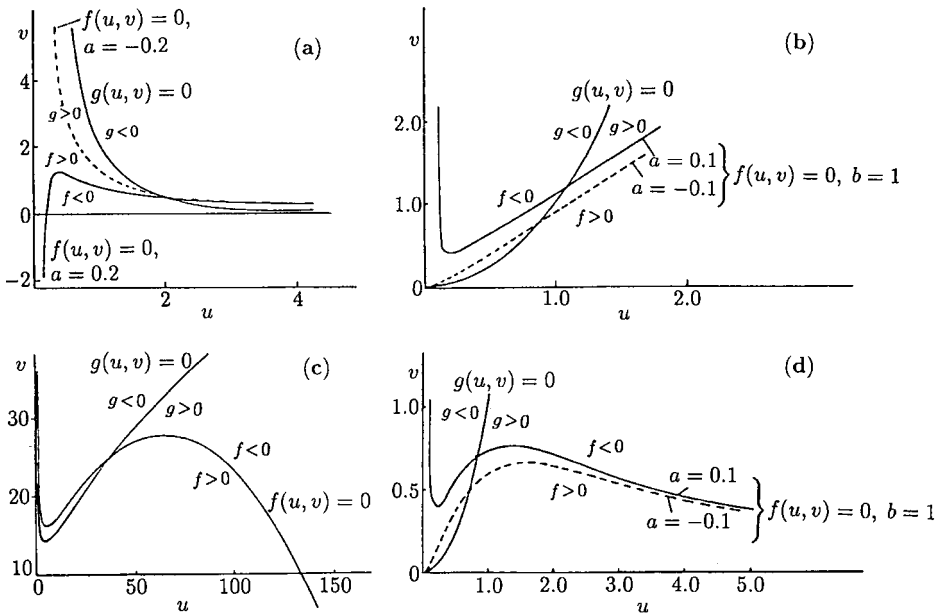 (a)
v
f(u, v) = 0,
a = −0.2
g(u, v) = 0
g>0
g<0
f>0
f<0
f(u, v) = 0,
a = 0.2
4
2
0
−2
2
4
u
(b)
v
g(u, v) = 0
g<0
g>0
2.0
f<0
a = 0.1
a = −0.1
f(u, v) = 0, b = 1
f>0
1.0
0
1.0
2.0
u
(c)
v
g(u, v) = 0
g<0
g>0
30
f<0
f>0
20
f(u, v) = 0
10
0
50
100
150
u
(d)
v
g(u, v) = 0
1.0
g<0
g>0
f<0
a = 0.1
0.5
f>0
a = −0.1
f(u, v) = 0, b = 1
0
1.0
2.0
3.0
4.0
5.0
u